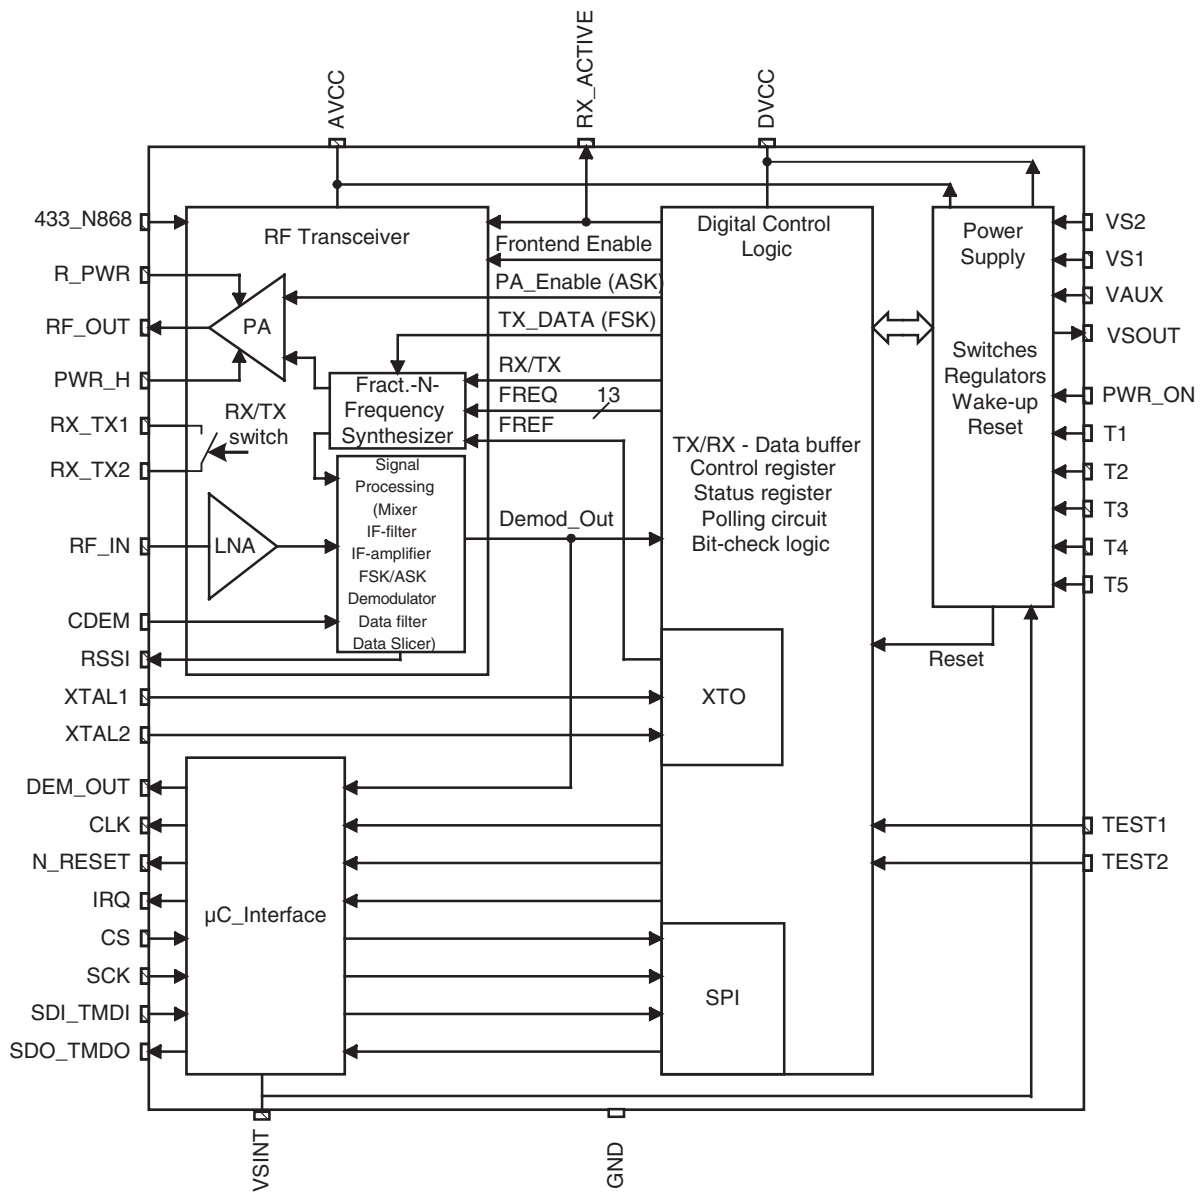 AVCC
RX_ACTIVE
DVCC
433_N868
R_PWR
RF_OUT
PWR_H
RX_TX1
RX_TX2
RF_IN
CDEM
RSSI
XTAL1
XTAL2
DEM_OUT
CLK
N_RESET
IRQ
CS
SCK
SDI_TMDI
SDO_TMDO
RF Transceiver
PA
RX/TX
switch
LNA
Fract.-N-
Frequency
Synthesizer
Signal
Processing
(Mixer
IF-filter
IF-amplifier
FSK/ASK
Demodulator
Data filter
Data Slicer)
Frontend Enable
PA_Enable (ASK)
TX_DATA (FSK)
RX/TX
FREQ
13
FREF
Demod_Out
Digital Control
Logic
TX/RX - Data buffer
Control register
Status register
Polling circuit
Bit-check logic
XTO
SPI
µC_Interface
Power
Supply
Switches
Regulators
Wake-up
Reset
Reset
VS2
VS1
VAUX
VSOUT
PWR_ON
T1
T2
T3
T4
T5
TEST1
TEST2
VSINT
GND